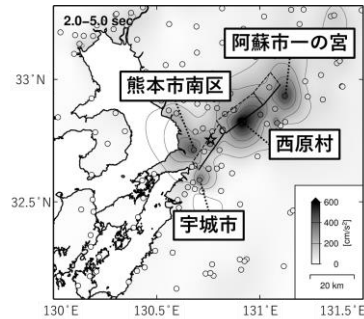 2.0-5.0 sec
阿蘇市一の宮
33°N
熊本市南区
西原村
32.5°N
宇城市
600
400
200
0
[cm/s²]
20 km
130°E
130.5°E
131°E
131.5°E